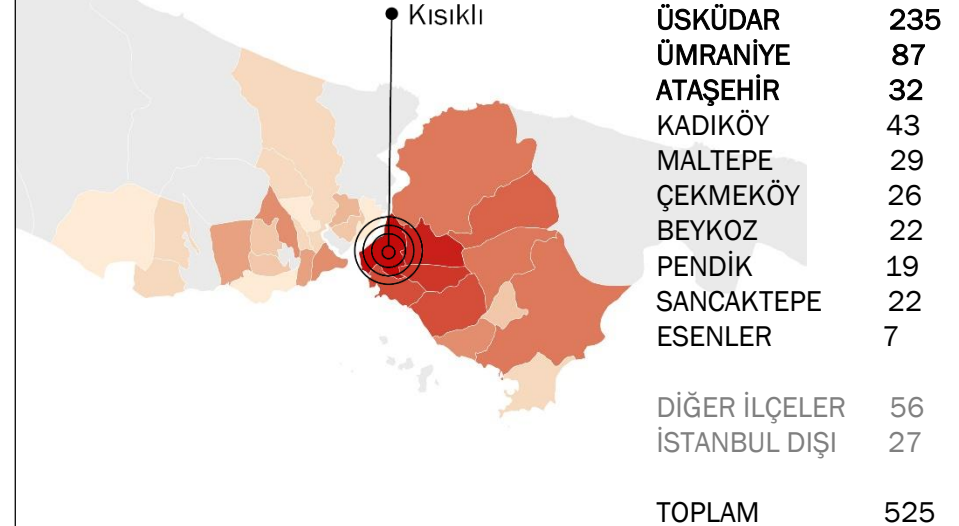 Kısıklı
ÜSKÜDAR 235
ÜMRANİYE 87
ATAŞEHİR 32
KADIKÖY 43
MALTEPE 29
ÇEKMEKÖY 26
BEYKOZ 22
PENDİK 19
SANCAKTEPE 22
ESENLER 7
DİĞER İLÇELER 56
İSTANBUL DIŞI 27
TOPLAM 525